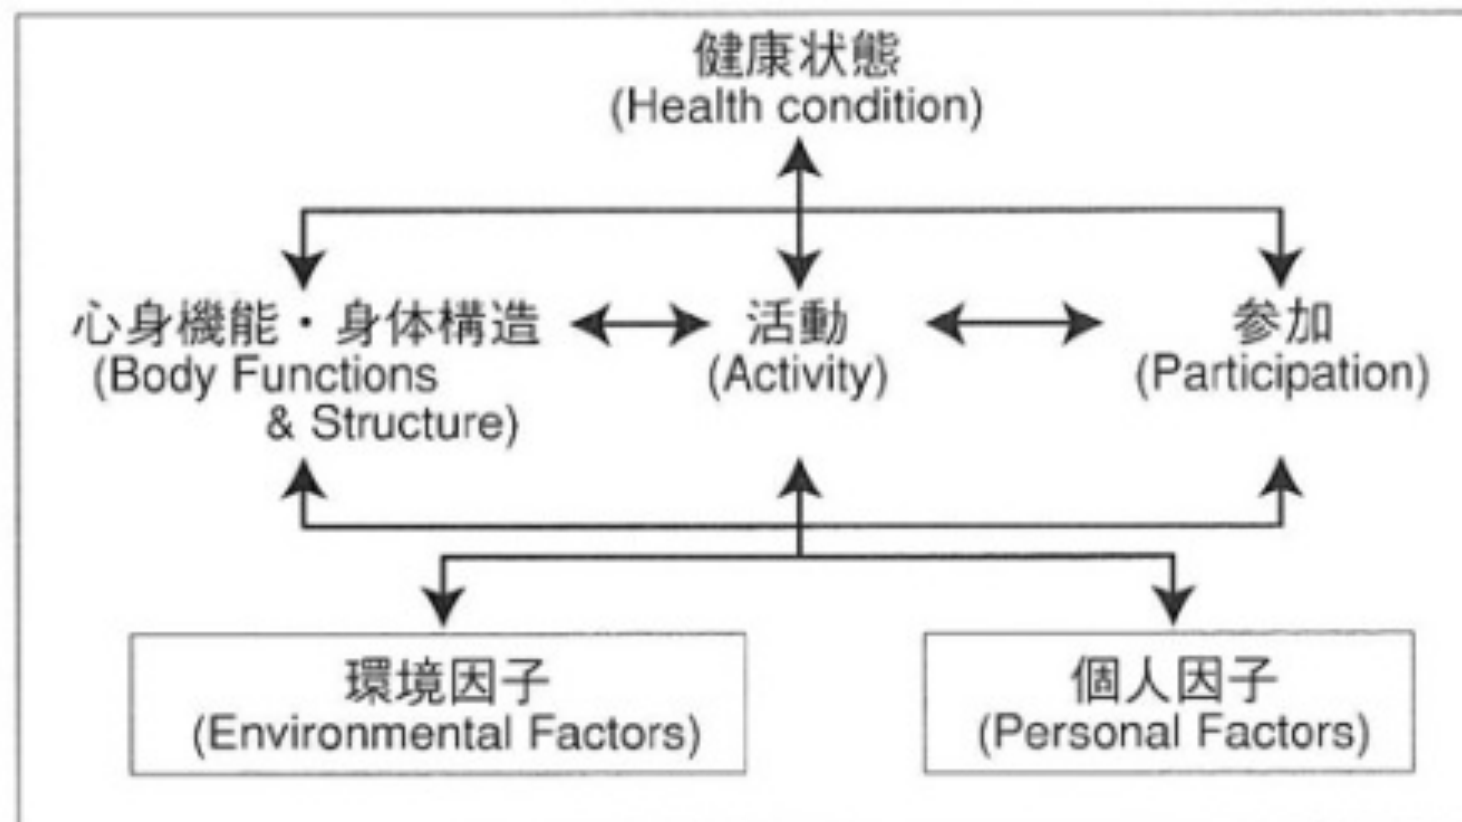 健康状態
(Health condition)
心身機能・身体構造
(Body Functions
& Structure)
活動
(Activity)
参加
(Participation)
環境因子
(Environmental Factors)
個人因子
(Personal Factors)